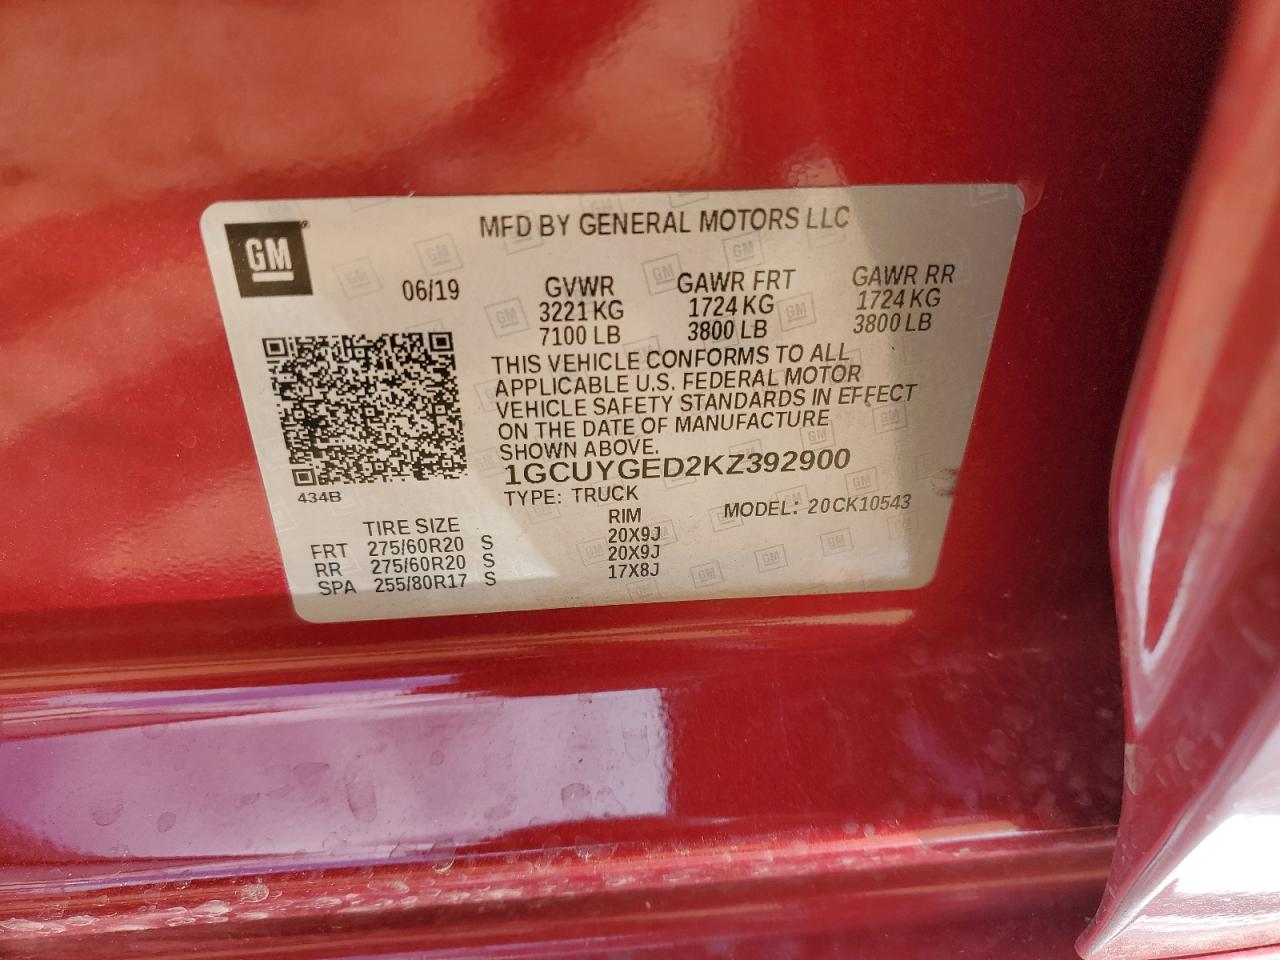 GM
MFD BY GENERAL MOTORS LLC
06/19 GVWR GAWR FRT GAWR RR
3221 KG 1724 KG 1724 KG
7100 LB 3800 LB 3800 LB
THIS VEHICLE CONFORMS TO ALL
APPLICABLE U.S. FEDERAL MOTOR
VEHICLE SAFETY STANDARDS IN EFFECT
ON THE DATE OF MANUFACTURE
SHOWN ABOVE.
1GCUYGED2KZ392900
434B
TYPE: TRUCK MODEL: 20CK10543
TIRE SIZE RIM
FRT 275/60R20 S 20X9J
RR 275/60R20 S 20X9J
SPA 255/80R17 S 17X8J